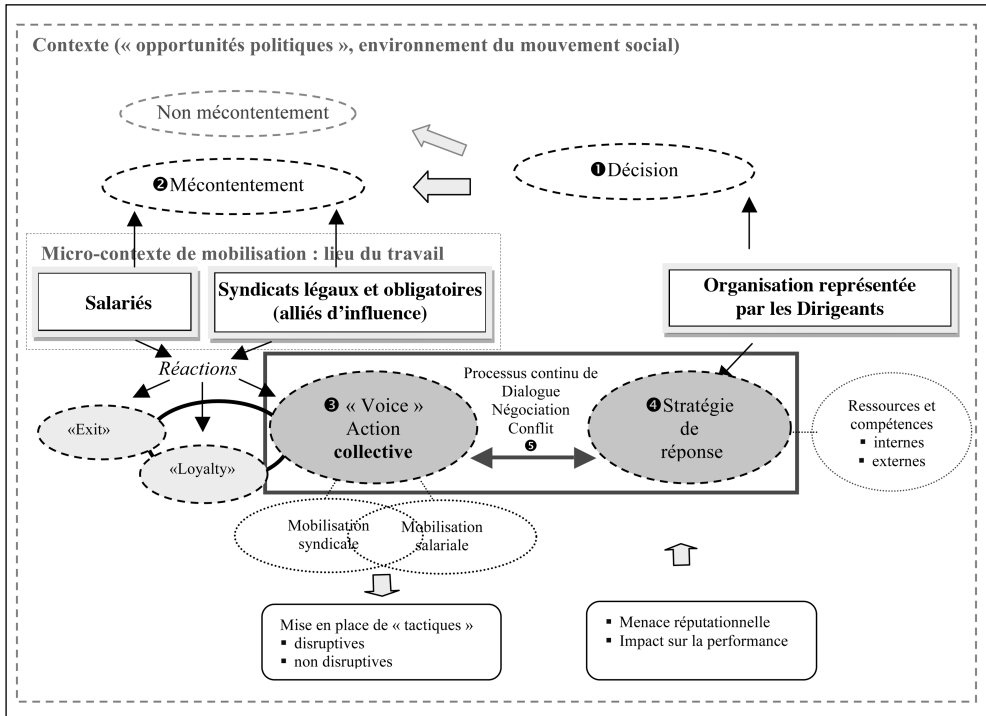 Contexte (« opportunités politiques », environnement du mouvement social)
Non mécontentement
❶Décision
❷Mécontentement
Micro-contexte de mobilisation : lieu du travail
Salariés
Syndicats légaux et obligatoires
(alliés d’influence)
Organisation représentée
par les Dirigeants
Réactions
«Exit»
«Loyalty»
❸ « Voice »
Action
collective
Processus continu de
Dialogue
Négociation
Conflit
❺
❹Stratégie
de
réponse
Ressources et
compétences
▪ internes
▪ externes
Mobilisation
syndicale
Mobilisation
salariale
Mise en place de « tactiques »
▪ disruptives
▪ non disruptives
▪ Menace réputationnelle
▪ Impact sur la performance